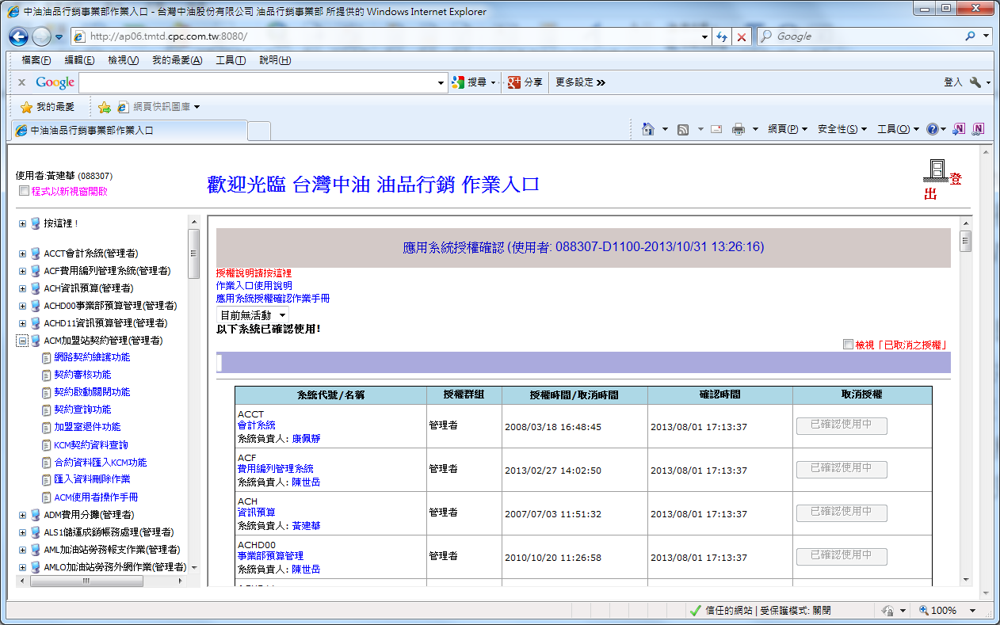 中油油品行銷事業部作業入口 - 台灣中油股份有限公司 油品行銷事業部 所提供的 Windows Internet Explorer
http://ap06.tmtd.cpc.com.tw:8080/
Google
檔案(F) 編輯(E) 檢視(V) 我的最愛(A) 工具(T) 說明(H)
x Google 搜尋 分享 更多設定 » 登入
我的最愛 網頁快訊圖庫
中油油品行銷事業部作業入口 網頁(P) 安全性(S) 工具(O)
使用者:黃建華 (088307)
程式以新視窗開啟
歡迎光臨 台灣中油 油品行銷 作業入口
登出
按這裡 !
ACCT會計系統(管理者)
ACF費用編列管理系統(管理者)
ACH資訊預算(管理者)
ACHD00事業部預算管理(管理者)
ACHD11資訊預算管理(管理者)
ACM加盟站契約管理(管理者)
網路契約維護功能
契約審核功能
契約啟動關閉功能
契約查詢功能
加盟室退件功能
KCM契約資料查詢
合約資料匯入KCM功能
匯入資料刪除作業
ACM使用者操作手冊
ADM費用分攤(管理者)
ALS1儲運成銷帳務處理(管理者)
AML加油站勞務報支作業(管理者)
AMLO加油站勞務外網作業(管理者)
應用系統授權確認 (使用者: 088307-D1100-2013/10/31 13:26:16)
授權說明請按這裡
作業入口使用說明
應用系統授權確認作業手冊
目前無活動
以下系統已確認使用!
檢視「已取消之授權」
系統代號/名稱 授權群組 授權時間/取消時間 確認時間 取消授權
ACCT
會計系統
系統負責人: 康佩靜
管理者 2008/03/18 16:48:45 2013/08/01 17:13:37 已確認使用中
ACF
費用編列管理系統
系統負責人: 陳世岳
管理者 2013/02/27 14:02:50 2013/08/01 17:13:37 已確認使用中
ACH
資訊預算
系統負責人: 黃建華
管理者 2007/07/03 11:51:32 2013/08/01 17:13:37 已確認使用中
ACHD00
事業部預算管理
系統負責人: 陳世岳
管理者 2010/10/20 11:26:58 2013/08/01 17:13:37 已確認使用中
信任的網站 | 受保護模式: 關閉 100%